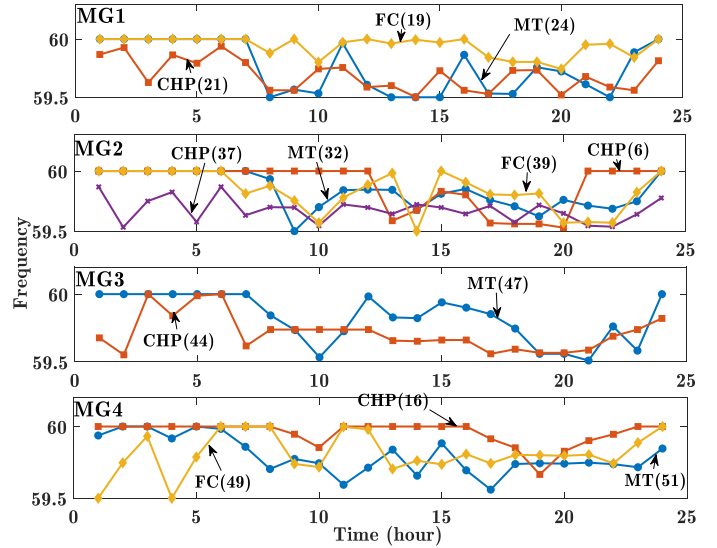 MG1
FC(19)
MT(24)
CHP(21)
60
59.5
0 5 10 15 20 25
MG2
CHP(37)
MT(32)
FC(39)
CHP(6)
60
59.5
0 5 10 15 20 25
Frequency
MG3
MT(47)
CHP(44)
60
59.5
0 5 10 15 20 25
MG4
CHP(16)
FC(49)
MT(51)
60
59.5
0 5 10 15 20 25
Time (hour)